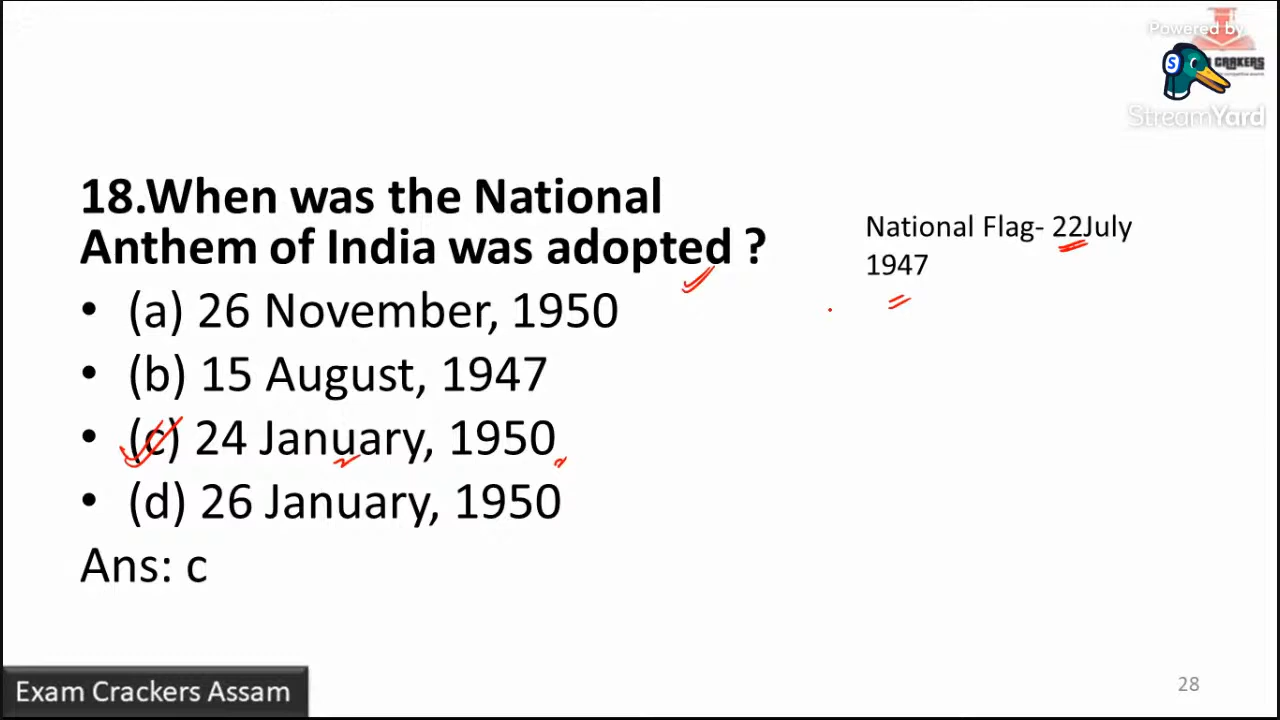 Powered by
CRAKERS
StreamYard
18.When was the National
Anthem of India was adopted ?
National Flag- 22July
1947
• (a) 26 November, 1950
• (b) 15 August, 1947
• (c) 24 January, 1950
• (d) 26 January, 1950
Ans: c
Exam Crackers Assam
28